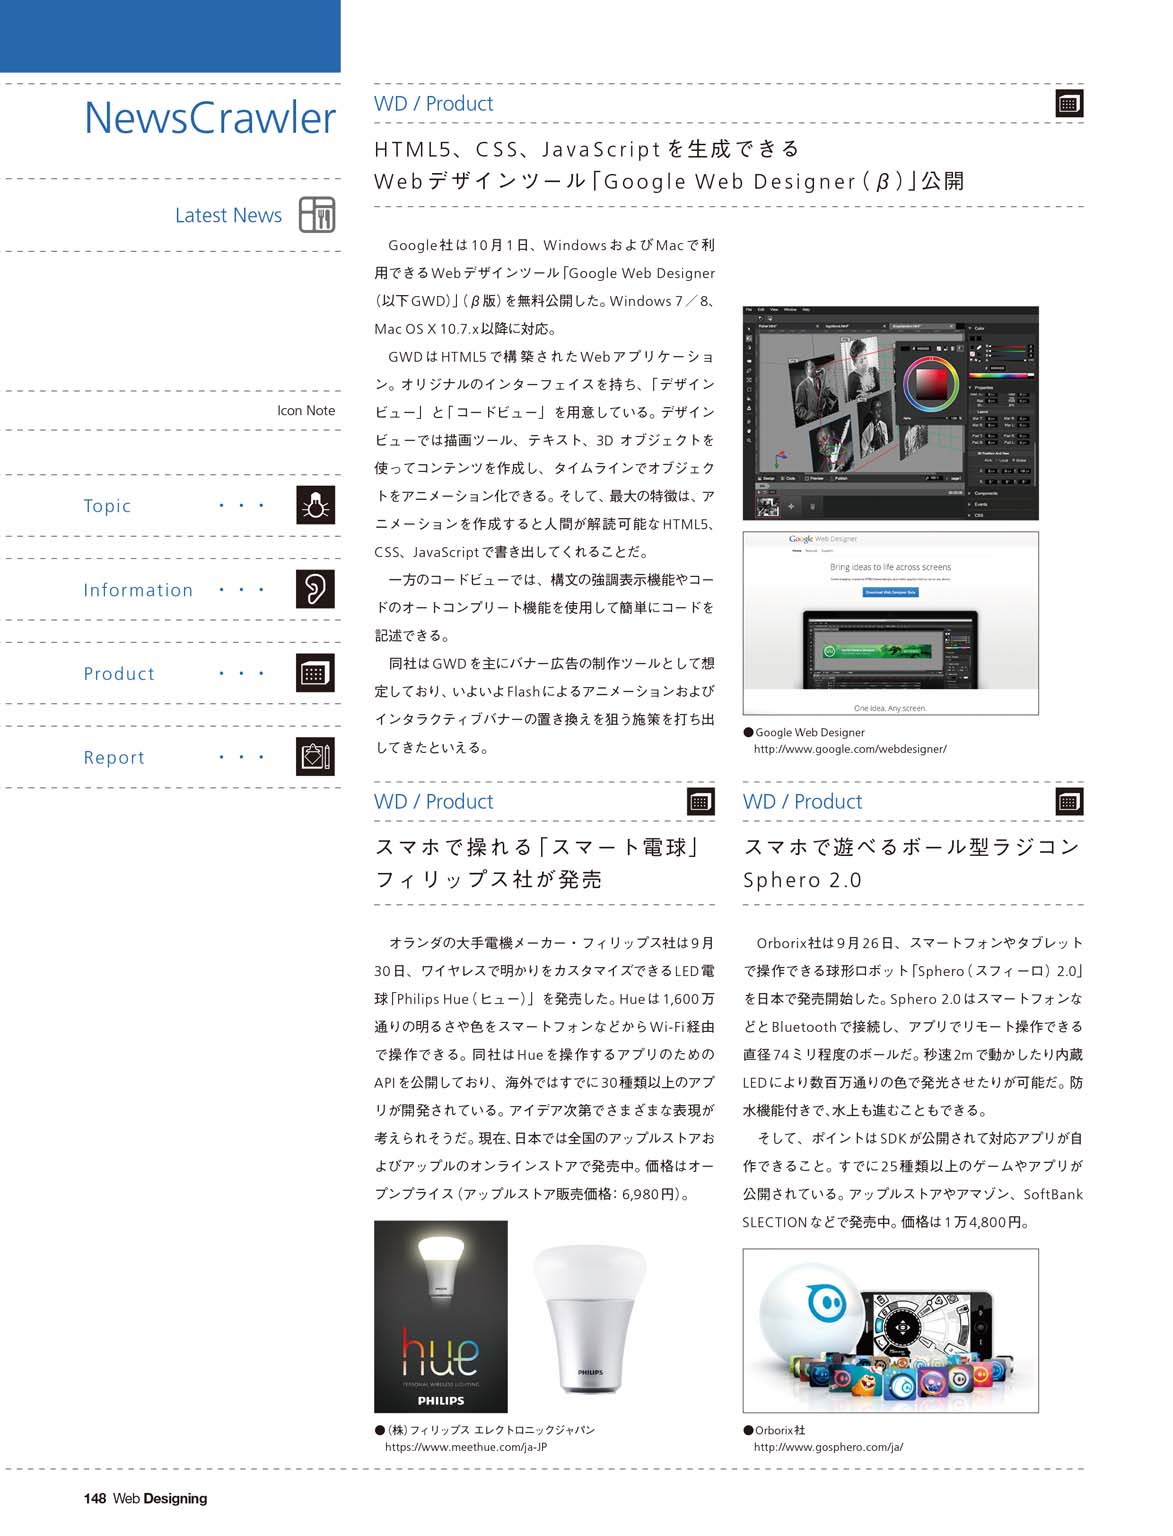 NewsCrawler
Latest News
Icon Note
Topic ・・・
Information ・・・
Product ・・・
Report ・・・
WD / Product
HTML5、CSS、JavaScriptを生成できる
Webデザインツール「Google Web Designer（β）」公開
Google社は10月1日、WindowsおよびMacで利
用できるWebデザインツール「Google Web Designer
（以下GWD）」（β版）を無料公開した。Windows 7／8、
Mac OS X 10.7.x以降に対応。
GWDはHTML5で構築されたWebアプリケーショ
ン。オリジナルのインターフェイスを持ち、「デザイン
ビュー」と「コードビュー」を用意している。デザイン
ビューでは描画ツール、テキスト、3D オブジェクトを
使ってコンテンツを作成し、タイムラインでオブジェク
トをアニメーション化できる。そして、最大の特徴は、ア
ニメーションを作成すると人間が解読可能なHTML5、
CSS、JavaScriptで書き出してくれることだ。
一方のコードビューでは、構文の強調表示機能やコー
ドのオートコンプリート機能を使用して簡単にコードを
記述できる。
同社はGWDを主にバナー広告の制作ツールとして想
定しており、いよいよFlashによるアニメーションおよび
インタラクティブバナーの置き換えを狙う施策を打ち出
してきたといえる。
File Edit View Window Help
Color
Properties
Components
Events
CSS
Design Code Preview Publish
Google Web Designer
Bring ideas to life across screens
Download Web Designer Beta
One idea. Any screen.
●Google Web Designer
http://www.google.com/webdesigner/
WD / Product
スマホで操れる「スマート電球」
フィリップス社が発売
オランダの大手電機メーカー・フィリップス社は9月
30日、ワイヤレスで明かりをカスタマイズできるLED電
球「Philips Hue（ヒュー）」を発売した。Hueは1,600万
通りの明るさや色をスマートフォンなどからWi-Fi経由
で操作できる。同社はHueを操作するアプリのための
APIを公開しており、海外ではすでに30種類以上のアプ
リが開発されている。アイデア次第でさまざまな表現が
考えられそうだ。現在、日本では全国のアップルストアお
よびアップルのオンラインストアで発売中。価格はオー
プンプライス（アップルストア販売価格：6,980円）。
hue
PERSONAL WIRELESS LIGHTING
PHILIPS
PHILIPS
●（株）フィリップス エレクトロニックジャパン
https://www.meethue.com/ja-JP
WD / Product
スマホで遊べるボール型ラジコン
Sphero 2.0
Orborix社は9月26日、スマートフォンやタブレット
で操作できる球形ロボット「Sphero（スフィーロ）2.0」
を日本で発売開始した。Sphero 2.0はスマートフォンな
どとBluetoothで接続し、アプリでリモート操作できる
直径74ミリ程度のボールだ。秒速2mで動かしたり内蔵
LEDにより数百万通りの色で発光させたりが可能だ。防
水機能付きで、水上も進むこともできる。
そして、ポイントはSDKが公開されて対応アプリが自
作できること。すでに25種類以上のゲームやアプリが
公開されている。アップルストアやアマゾン、SoftBank
SLECTIONなどで発売中。価格は1万4,800円。
●Orborix社
http://www.gosphero.com/ja/
148 Web Designing